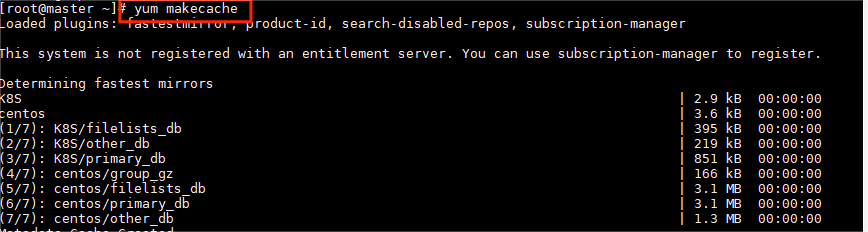 [root@master ~]# yum makecache
Loaded plugins: fastestmirror, product-id, search-disabled-repos, subscription-manager
This system is not registered with an entitlement server. You can use subscription-manager to register.
Determining fastest mirrors
K8S | 2.9 kB 00:00:00
centos | 3.6 kB 00:00:00
(1/7): K8S/filelists_db | 395 kB 00:00:00
(2/7): K8S/other_db | 219 kB 00:00:00
(3/7): K8S/primary_db | 851 kB 00:00:00
(4/7): centos/group_gz | 166 kB 00:00:00
(5/7): centos/filelists_db | 3.1 MB 00:00:00
(6/7): centos/primary_db | 3.1 MB 00:00:00
(7/7): centos/other_db | 1.3 MB 00:00:00
Metadata Cache Created